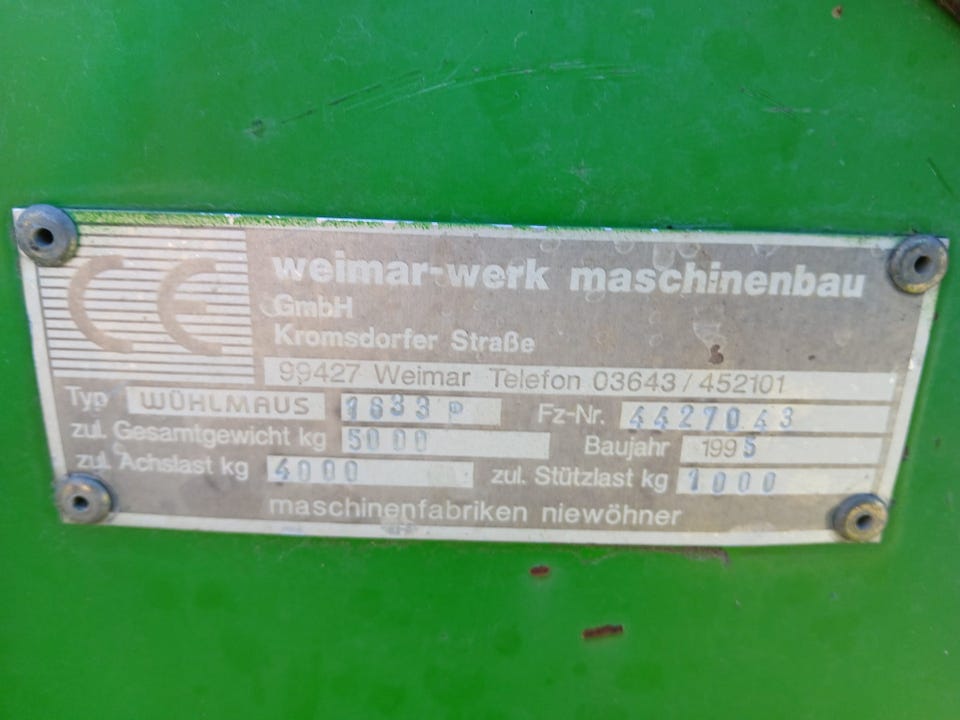 CE
weimar-werk maschinenbau
GmbH
Kromsdorfer Straße
99427 Weimar Telefon 03643/452101
Typ WÜHLMAUS 1633 P Fz-Nr. 4427043
zul. Gesamtgewicht kg 5000 Baujahr 1995
zul. Achslast kg 4000 zul. Stützlast kg 1000
maschinenfabriken niewöhner